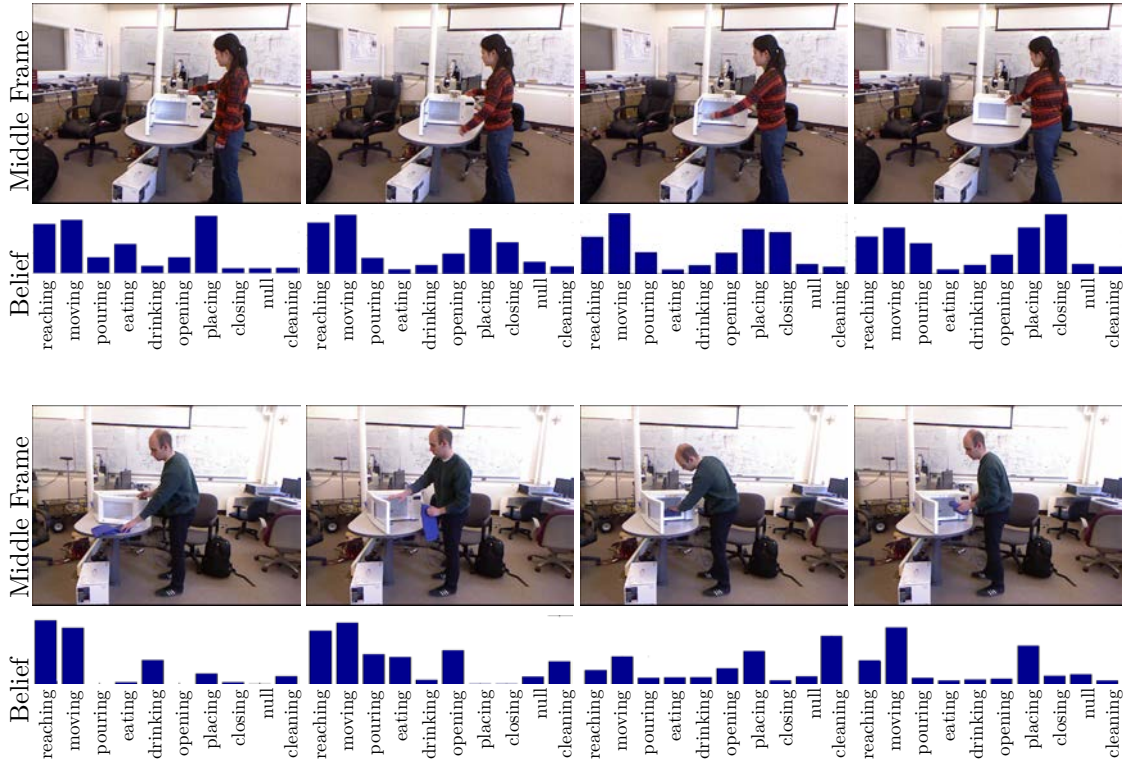 Middle Frame
Belief
reaching
moving
pouring
eating
drinking
opening
placing
closing
null
cleaning
reaching
moving
pouring
eating
drinking
opening
placing
closing
null
cleaning
reaching
moving
pouring
eating
drinking
opening
placing
closing
null
cleaning
reaching
moving
pouring
eating
drinking
opening
placing
closing
null
cleaning
Middle Frame
Belief
reaching
moving
pouring
eating
drinking
opening
placing
closing
null
cleaning
reaching
moving
pouring
eating
drinking
opening
placing
closing
null
cleaning
reaching
moving
pouring
eating
drinking
opening
placing
closing
null
cleaning
reaching
moving
pouring
eating
drinking
opening
placing
closing
null
cleaning